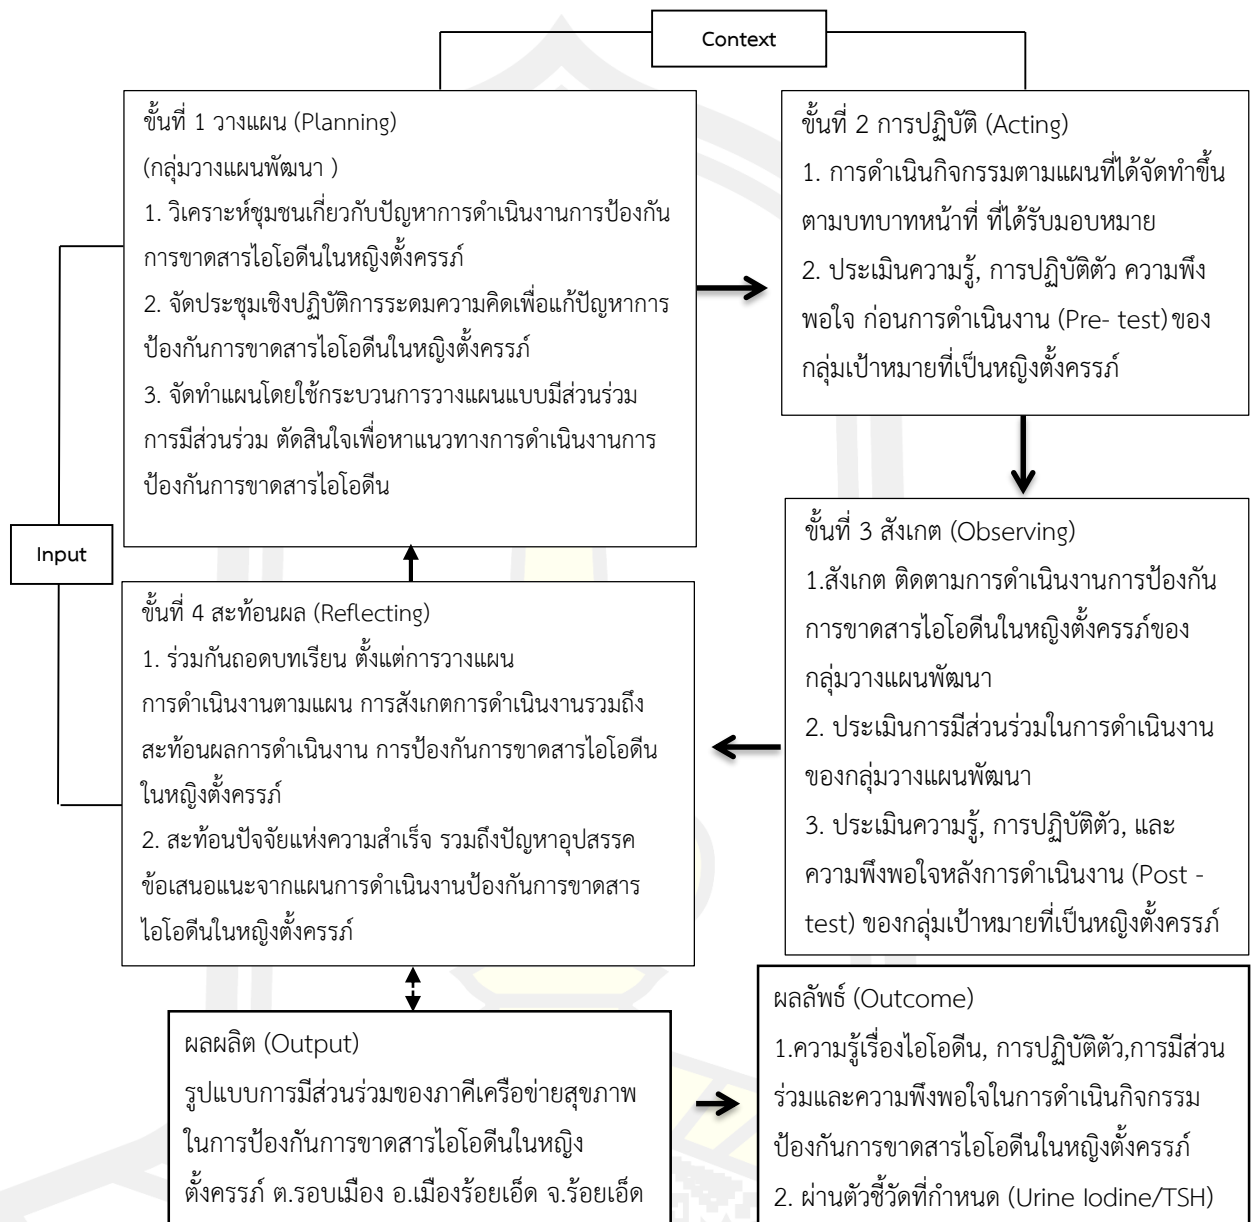 Context
ขั้นที่ 1 วางแผน (Planning)
(กลุ่มวางแผนพัฒนา )
1. วิเคราะห์ชุมชนเกี่ยวกับปัญหาการดำเนินงานการป้องกัน
การขาดสารไอโอดีนในหญิงตั้งครรภ์
2. จัดประชุมเชิงปฏิบัติการระดมความคิดเพื่อแก้ปัญหาการ
ป้องกันการขาดสารไอโอดีนในหญิงตั้งครรภ์
3. จัดทำแผนโดยใช้กระบวนการวางแผนแบบมีส่วนร่วม
การมีส่วนร่วม ตัดสินใจเพื่อหาแนวทางการดำเนินงานการ
ป้องกันการขาดสารไอโอดีน
ขั้นที่ 2 การปฏิบัติ (Acting)
1. การดำเนินกิจกรรมตามแผนที่ได้จัดทำขึ้น
ตามบทบาทหน้าที่ ที่ได้รับมอบหมาย
2. ประเมินความรู้, การปฏิบัติตัว ความพึง
พอใจ ก่อนการดำเนินงาน (Pre- test) ของ
กลุ่มเป้าหมายที่เป็นหญิงตั้งครรภ์
Input
ขั้นที่ 3 สังเกต (Observing)
1.สังเกต ติดตามการดำเนินงานการป้องกัน
การขาดสารไอโอดีนในหญิงตั้งครรภ์ของ
กลุ่มวางแผนพัฒนา
2. ประเมินการมีส่วนร่วมในการดำเนินงาน
ของกลุ่มวางแผนพัฒนา
3. ประเมินความรู้, การปฏิบัติตัว, และ
ความพึงพอใจหลังการดำเนินงาน (Post -
test) ของกลุ่มเป้าหมายที่เป็นหญิงตั้งครรภ์
ขั้นที่ 4 สะท้อนผล (Reflecting)
1. ร่วมกันถอดบทเรียน ตั้งแต่การวางแผน
การดำเนินงานตามแผน การสังเกตการดำเนินงานรวมถึง
สะท้อนผลการดำเนินงาน การป้องกันการขาดสารไอโอดีน
ในหญิงตั้งครรภ์
2. สะท้อนปัจจัยแห่งความสำเร็จ รวมถึงปัญหาอุปสรรค
ข้อเสนอแนะจากแผนการดำเนินงานป้องกันการขาดสาร
ไอโอดีนในหญิงตั้งครรภ์
ผลผลิต (Output)
รูปแบบการมีส่วนร่วมของภาคีเครือข่ายสุขภาพ
ในการป้องกันการขาดสารไอโอดีนในหญิง
ตั้งครรภ์ ต.รอบเมือง อ.เมืองร้อยเอ็ด จ.ร้อยเอ็ด
ผลลัพธ์ (Outcome)
1.ความรู้เรื่องไอโอดีน, การปฏิบัติตัว,การมีส่วน
ร่วมและความพึงพอใจในการดำเนินกิจกรรม
ป้องกันการขาดสารไอโอดีนในหญิงตั้งครรภ์
2. ผ่านตัวชี้วัดที่กำหนด (Urine Iodine/TSH)